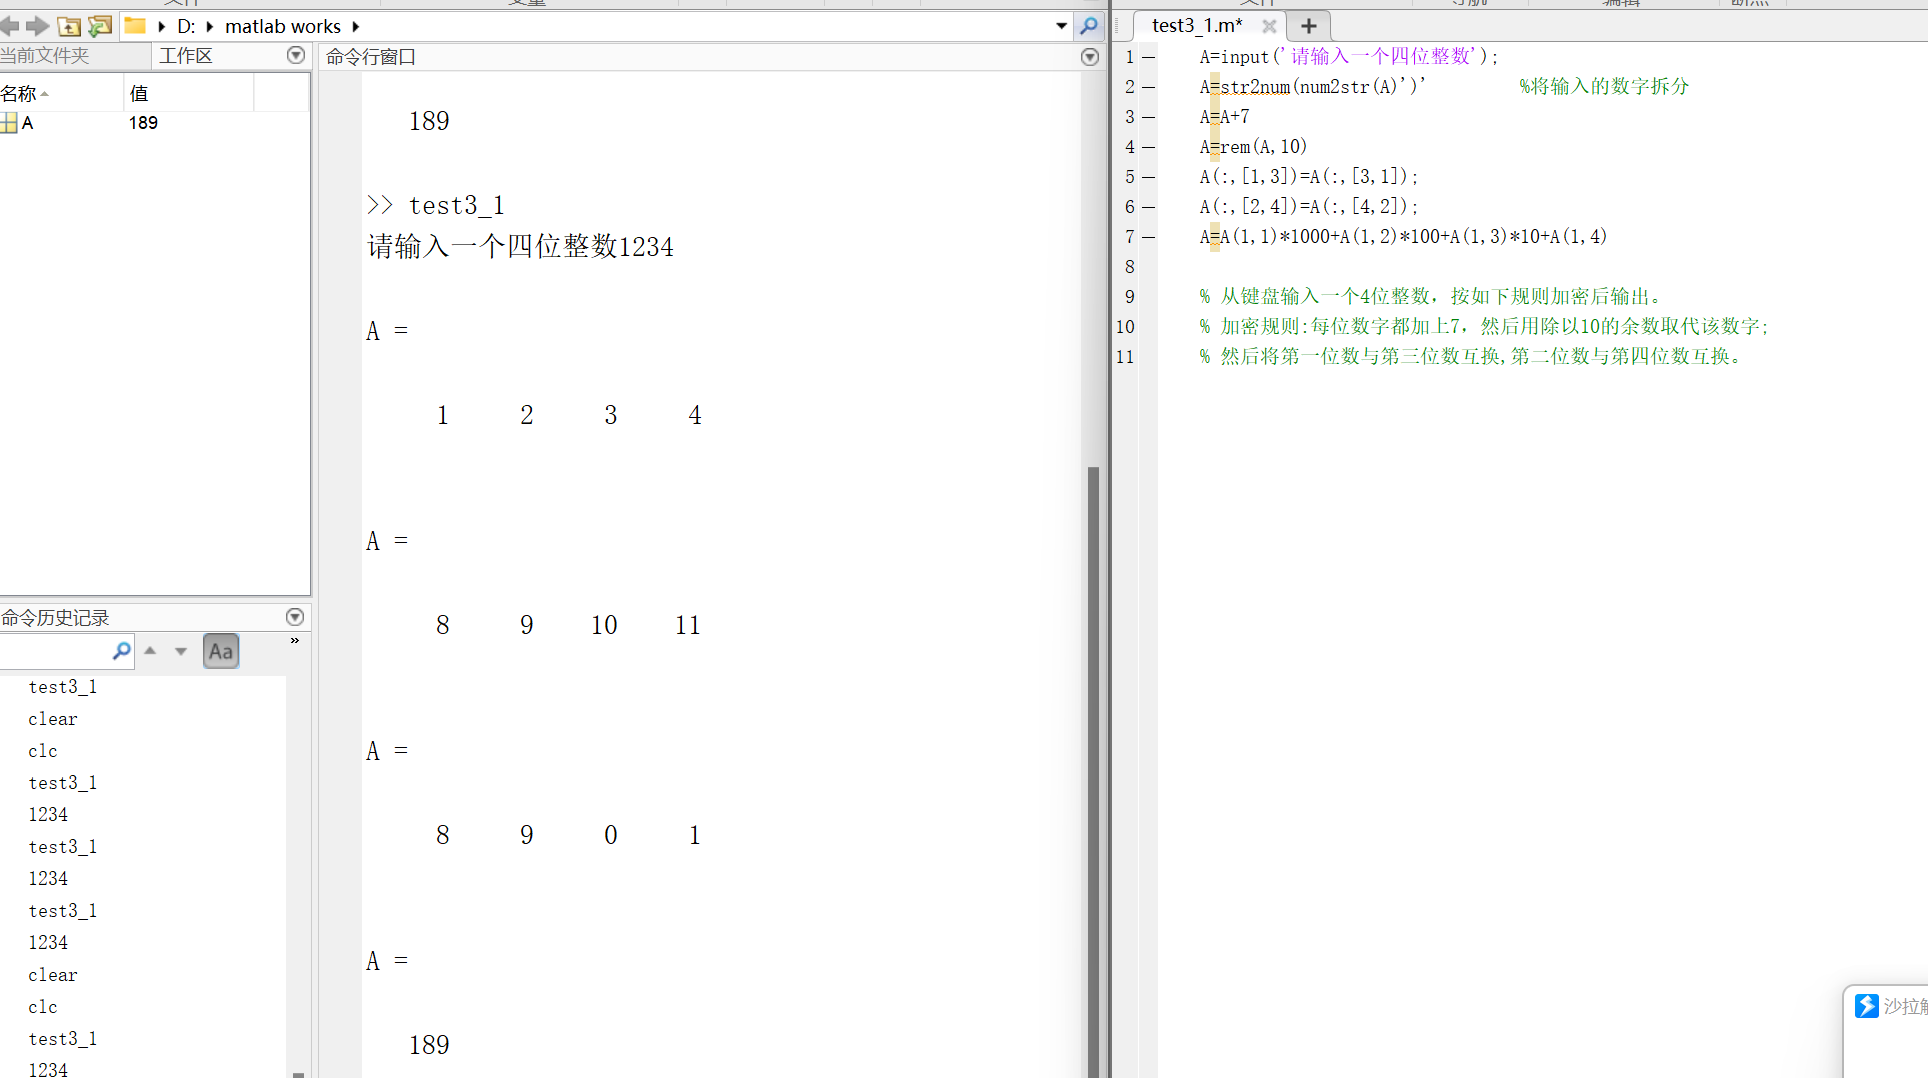 D: matlab works
当前文件夹
工作区
名称
值
A
189
命令历史记录
Aa
»
test3_1
clear
clc
test3_1
1234
test3_1
1234
test3_1
1234
clear
clc
test3_1
1234
命令行窗口
189
>> test3_1
请输入一个四位整数1234
A =
1 2 3 4
A =
8 9 10 11
A =
8 9 0 1
A =
189
test3_1.m*
1 A=input('请输入一个四位整数');
2 A=str2num(num2str(A)')' %将输入的数字拆分
3 A=A+7
4 A=rem(A,10)
5 A(:,[1,3])=A(:,[3,1]);
6 A(:,[2,4])=A(:,[4,2]);
7 A=A(1,1)*1000+A(1,2)*100+A(1,3)*10+A(1,4)
8
9 % 从键盘输入一个4位整数，按如下规则加密后输出。
10 % 加密规则:每位数字都加上7，然后用除以10的余数取代该数字;
11 % 然后将第一位数与第三位数互换,第二位数与第四位数互换。
沙拉